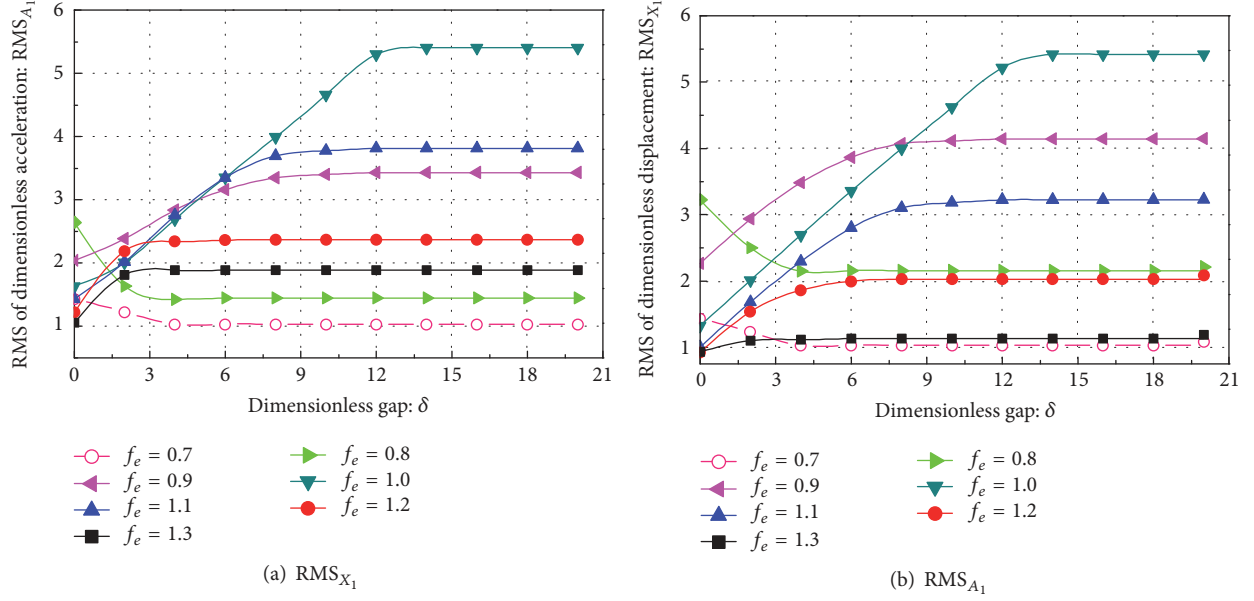 RMS of dimensionless acceleration: RMS_{A_1}
6
5
4
3
2
1
0 3 6 9 12 15 18 21
Dimensionless gap: δ
f_e = 0.7 f_e = 0.8
f_e = 0.9 f_e = 1.0
f_e = 1.1 f_e = 1.2
f_e = 1.3
(a) RMS_{X_1}
RMS of dimensionless displacement: RMS_{X_1}
6
5
4
3
2
1
0 3 6 9 12 15 18 21
Dimensionless gap: δ
f_e = 0.7 f_e = 0.8
f_e = 0.9 f_e = 1.0
f_e = 1.1 f_e = 1.2
f_e = 1.3
(b) RMS_{A_1}